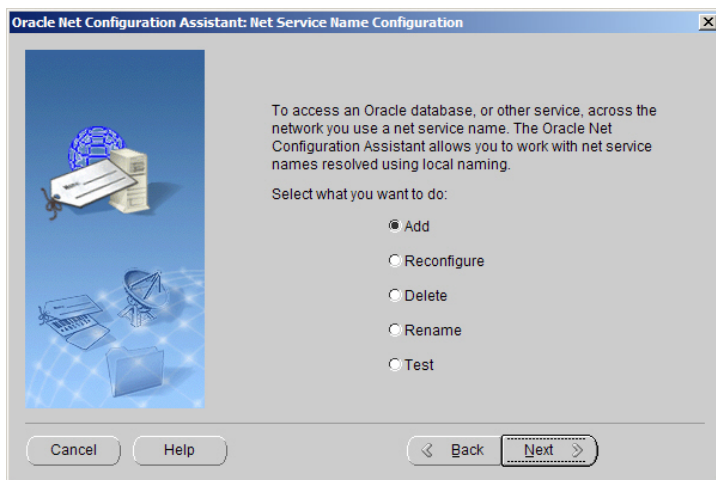 Oracle Net Configuration Assistant: Net Service Name Configuration
To access an Oracle database, or other service, across the
network you use a net service name. The Oracle Net
Configuration Assistant allows you to work with net service
names resolved using local naming.
Select what you want to do:
Add
Reconfigure
Delete
Rename
Test
Cancel Help Back Next